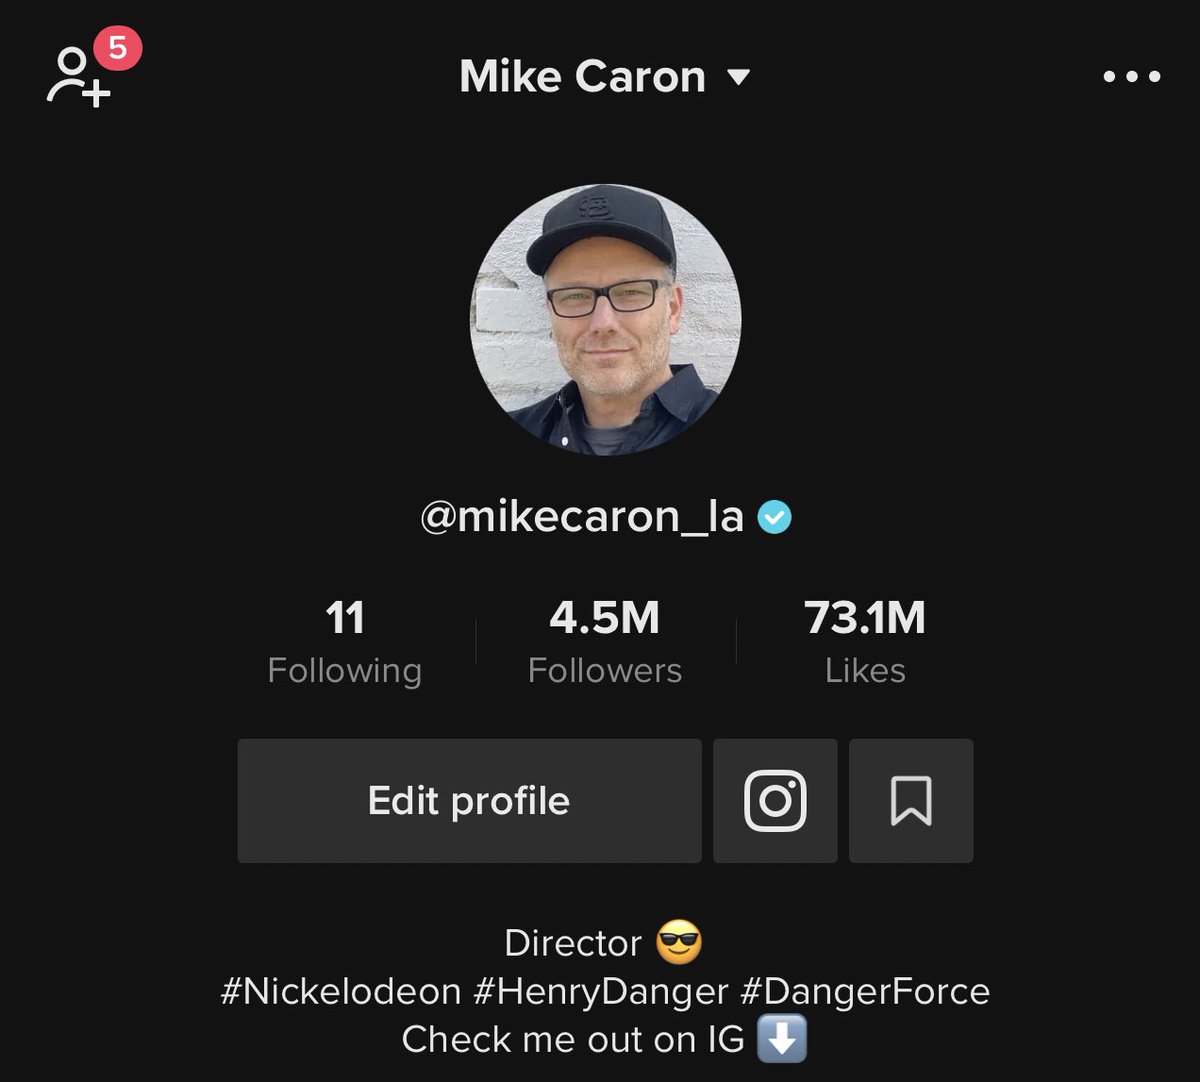 5
Mike Caron
@mikecaron_la
11 4.5M 73.1M
Following Followers Likes
Edit profile
Director 😎
#Nickelodeon #HenryDanger #DangerForce
Check me out on IG ⬇️